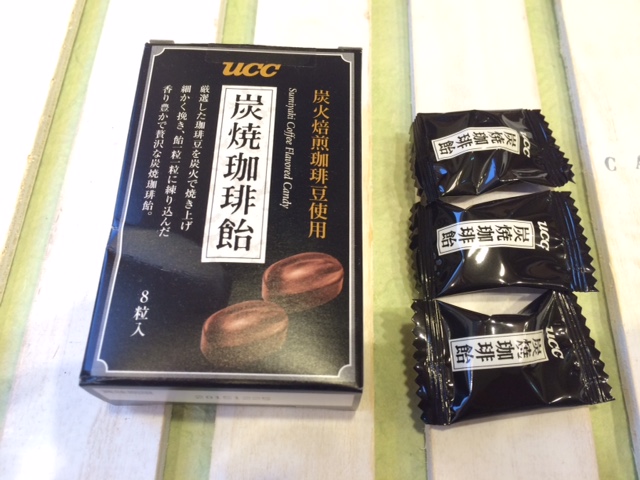 ucc
炭火焙煎珈琲豆使用
Sumiyaki Coffee Flavored Candy
炭焼珈琲飴
厳選した珈琲豆を炭火で焼き上げ
細かく挽き、飴一粒一粒に練り込んだ
香り豊かで贅沢な炭焼珈琲飴。
8粒入
ucc
炭焼珈琲飴
ucc
炭焼珈琲飴
ucc
炭焼珈琲飴
C A